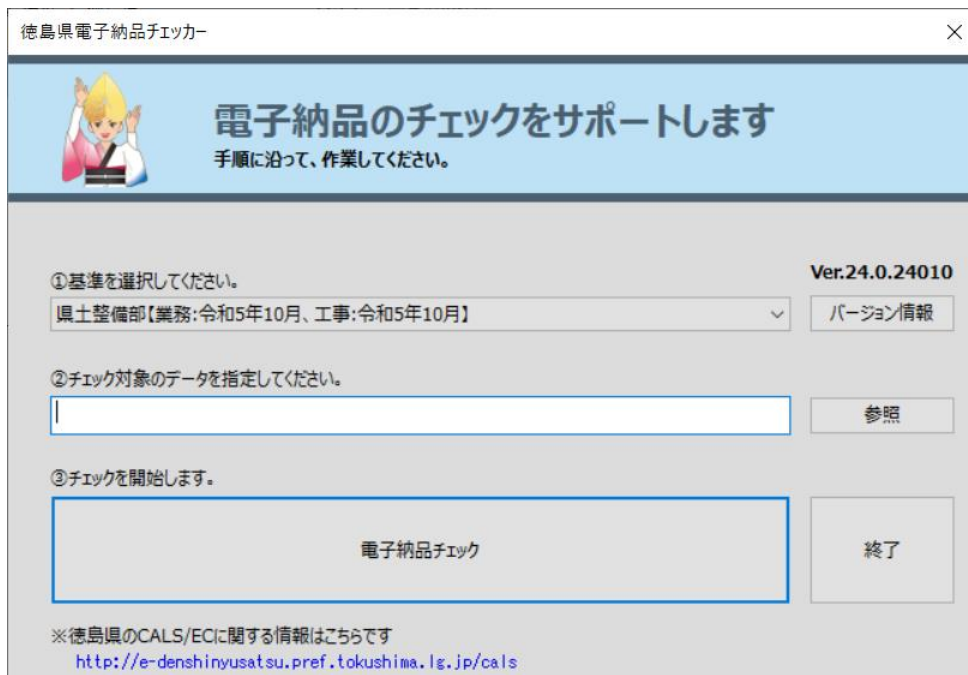 徳島県電子納品チェッカー
電子納品のチェックをサポートします
手順に沿って、作業してください。
①基準を選択してください。
Ver.24.0.24010
県土整備部【業務:令和5年10月、工事:令和5年10月】
バージョン情報
②チェック対象のデータを指定してください。
参照
③チェックを開始します。
電子納品チェック
終了
※徳島県のCALS/ECに関する情報はこちらです
http://e-denshinyusatsu.pref.tokushima.lg.jp/cals